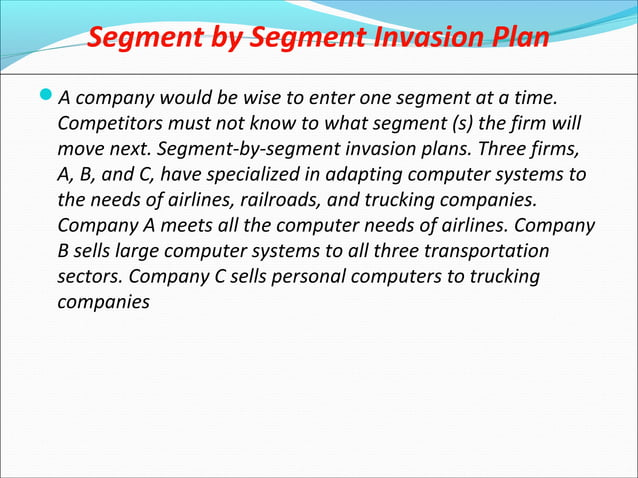 Segment by Segment Invasion Plan
A company would be wise to enter one segment at a time.
Competitors must not know to what segment (s) the firm will
move next. Segment-by-segment invasion plans. Three firms,
A, B, and C, have specialized in adapting computer systems to
the needs of airlines, railroads, and trucking companies.
Company A meets all the computer needs of airlines. Company
B sells large computer systems to all three transportation
sectors. Company C sells personal computers to trucking
companies